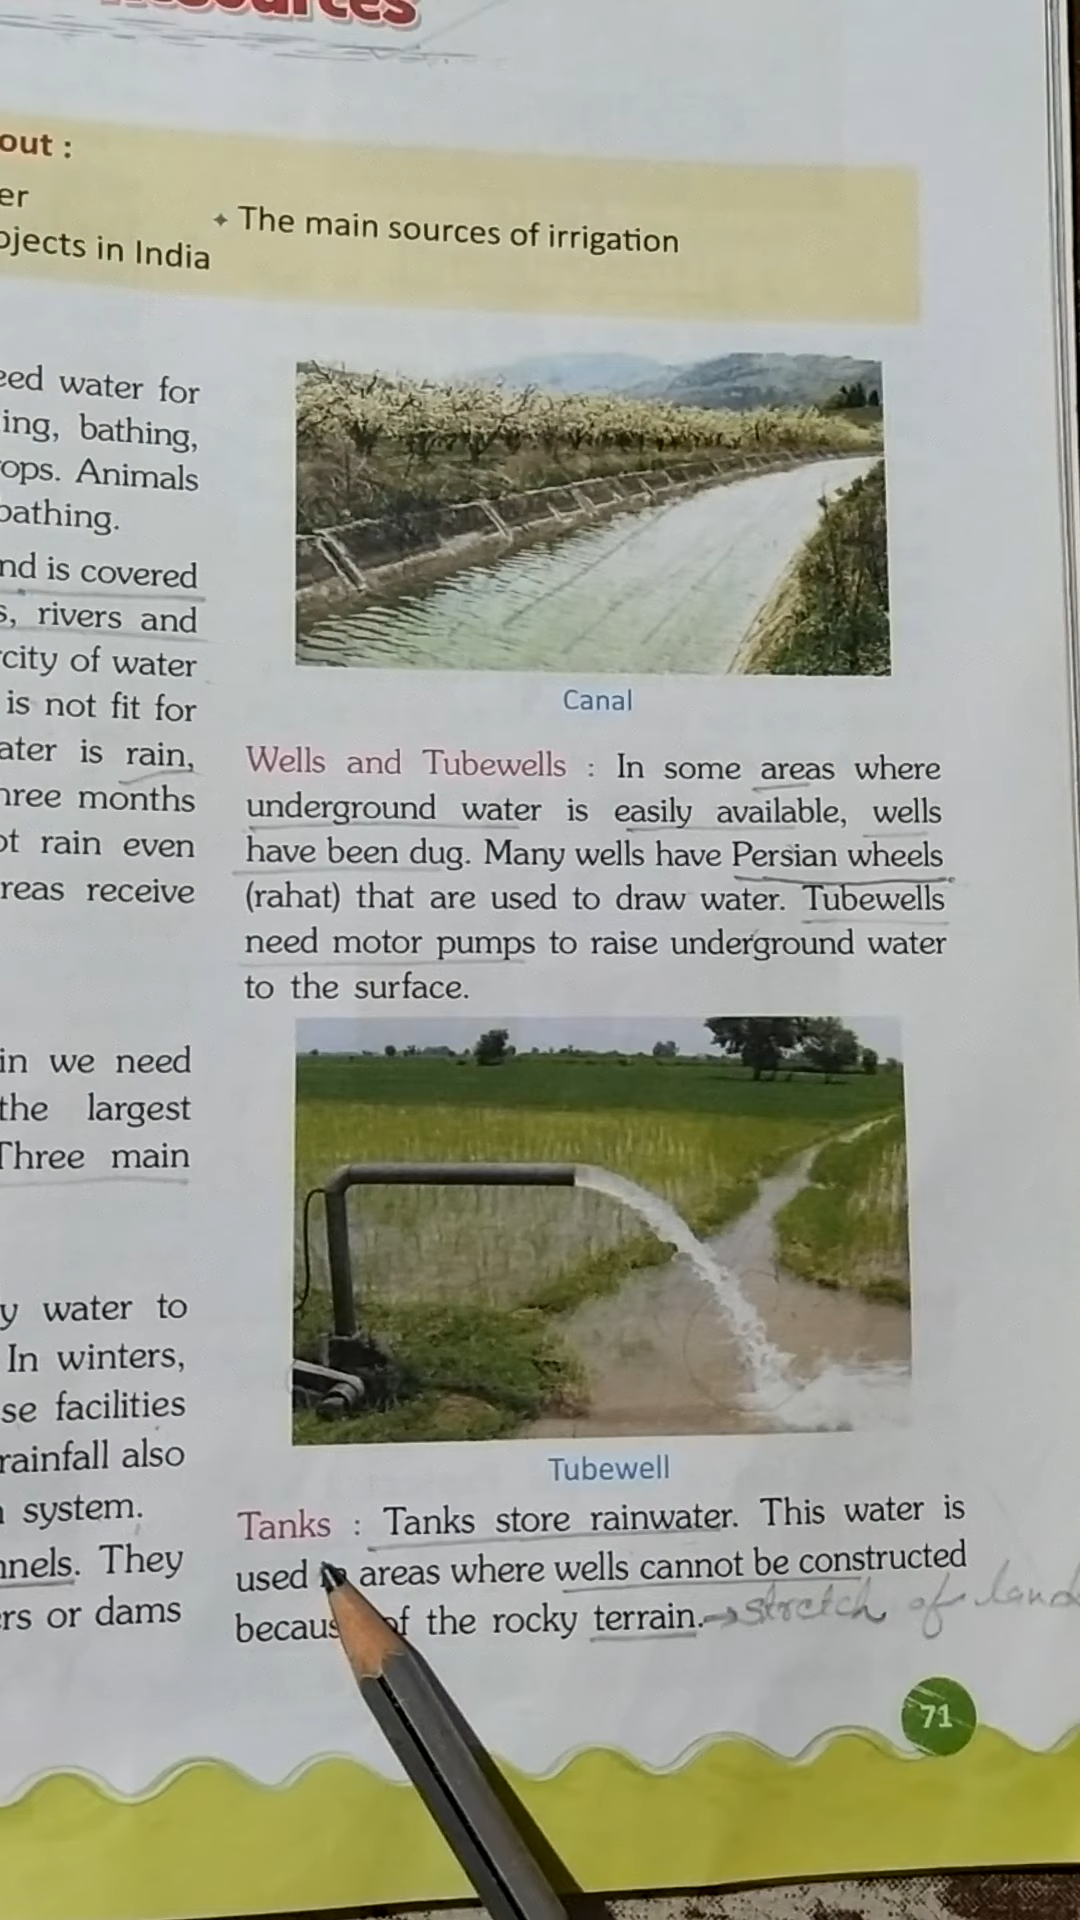 out :
er
ojects in India
The main sources of irrigation
eed water for
ing, bathing,
ops. Animals
bathing.
nd is covered
s, rivers and
city of water
is not fit for
ater is rain,
hree months
ot rain even
reas receive
in we need
the largest
Three main
y water to
In winters,
se facilities
rainfall also
system.
nnels. They
rs or dams
Canal
Wells and Tubewells : In some areas where
underground water is easily available, wells
have been dug. Many wells have Persian wheels
(rahat) that are used to draw water. Tubewells
need motor pumps to raise underground water
to the surface.
Tubewell
Tanks : Tanks store rainwater. This water is
used areas where wells cannot be constructed
becaus of the rocky terrain. → stretch of land
71